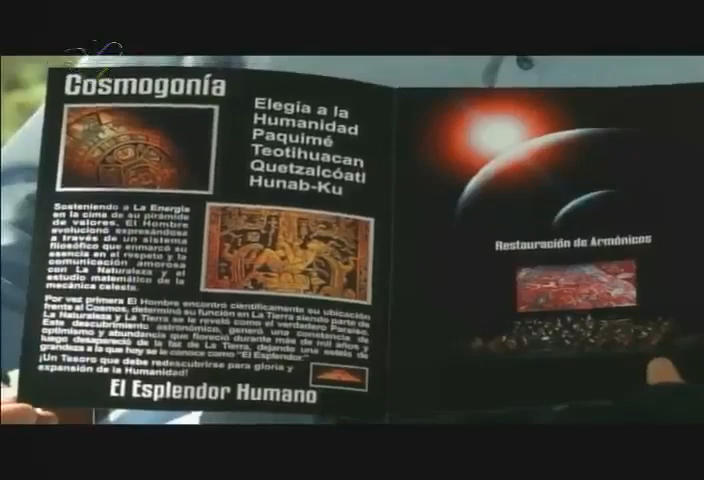 Cosmogonía
Elegía a la
Humanidad
Paquimé
Teotihuacan
Quetzalcóatl
Hunab-Ku
Sosteniendo a La Energía
en la cima de su pirámide
de valores, El Hombre
evolucionó expresándose
a través de un sistema
filosófico que enmarcó su
esencia en el respeto y la
comunicación amorosa
con La Naturaleza y el
estudio matemático de la
mecánica celeste.
Por vez primera El Hombre encontró científicamente su ubicación
frente al Cosmos, determinó su función en La Tierra siendo parte de
La Naturaleza y La Tierra se le reveló como el verdadero Paraíso.
Este descubrimiento astronómico, generó una constancia de
optimismo y abundancia que floreció durante más de mil años y
luego desapareció de la faz de La Tierra, dejando una estela de
grandeza a la que hoy se le conoce como "El Esplendor."
¡Un Tesoro que debe redescubrirse para gloria y
expansión de la Humanidad!
El Esplendor Humano
Restauración de Armónicos